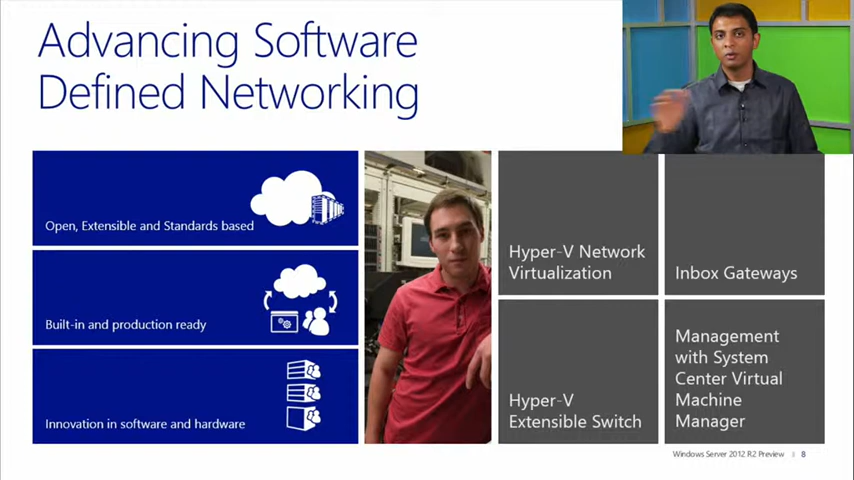 Advancing Software
Defined Networking
Open, Extensible and Standards based
Built-in and production ready
Innovation in software and hardware
Hyper-V Network
Virtualization
Inbox Gateways
Hyper-V
Extensible Switch
Management
with System
Center Virtual
Machine
Manager
Windows Server 2012 R2 Preview | 8